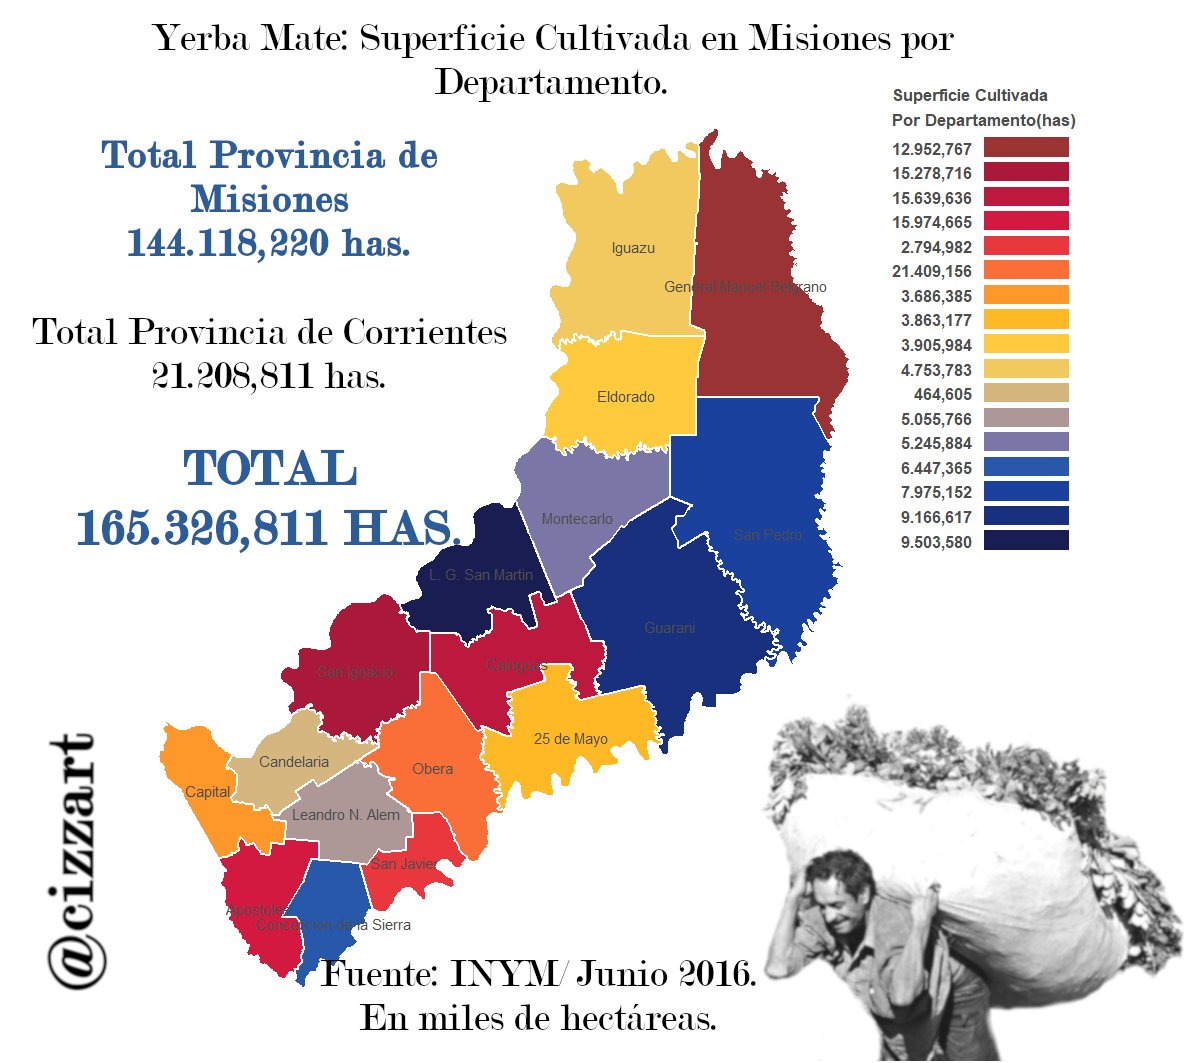 Yerba Mate: Superficie Cultivada en Misiones por
Departamento.
Superficie Cultivada
Por Departamento(has)
12.952,767
15.278,716
15.639,636
15.974,665
2.794,982
21.409,156
3.686,385
3.863,177
3.905,984
4.753,783
464,605
5.055,766
5.245,884
6.447,365
7.975,152
9.166,617
9.503,580
Total Provincia de
Misiones
144.118,220 has.
Total Provincia de Corrientes
21.208,811 has.
TOTAL
165.326,811 HAS.
Iguazu
General Manuel Belgrano
Eldorado
Montecarlo
San Pedro
L. G. San Martin
Guarani
San Ignacio
Cainguas
25 de Mayo
Candelaria
Obera
Capital
Leandro N. Alem
San Javier
Apostoles
Concepcion de la Sierra
@cizzart
Fuente: INYM/ Junio 2016.
En miles de hectáreas.